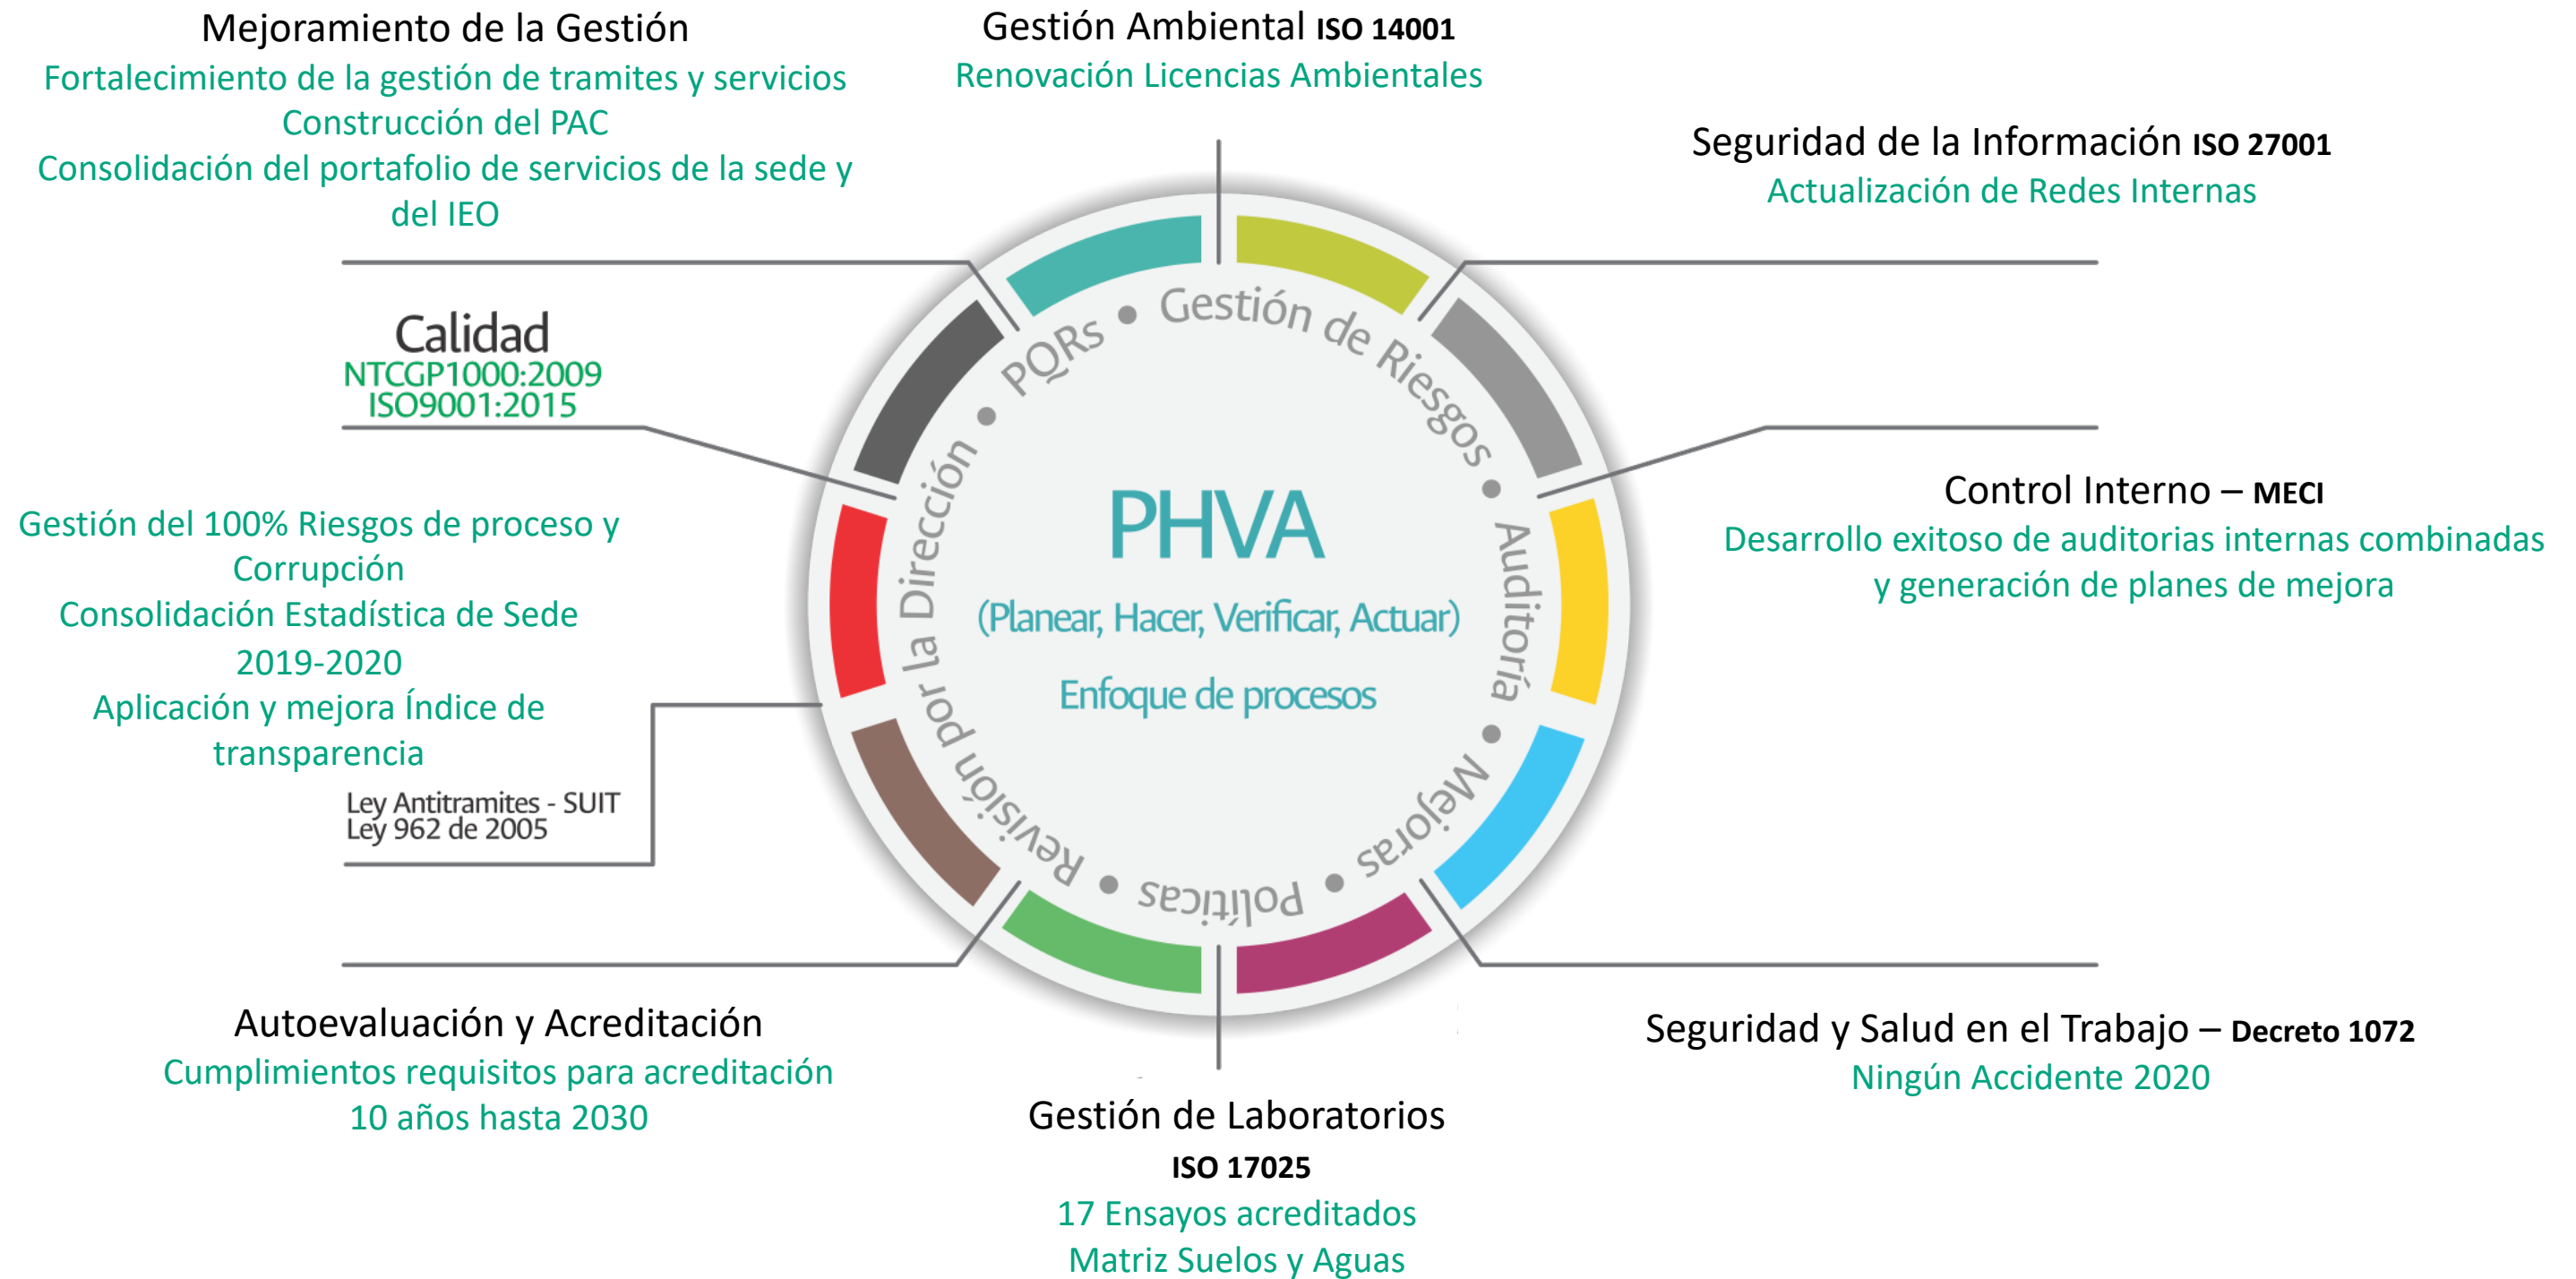 Mejoramiento de la Gestión
Fortalecimiento de la gestión de tramites y servicios
Construcción del PAC
Consolidación del portafolio de servicios de la sede y
del IEO
Gestión Ambiental ISO 14001
Renovación Licencias Ambientales
Seguridad de la Información ISO 27001
Actualización de Redes Internas
Calidad
NTCGP1000:2009
ISO9001:2015
Gestión del 100% Riesgos de proceso y
Corrupción
Consolidación Estadística de Sede
2019-2020
Aplicación y mejora Índice de
transparencia
Ley Antitramites - SUIT
Ley 962 de 2005
PQRs • Gestión de Riesgos • Auditoría • Mejoras • Políticas • Revisión por la Dirección •
PHVA
(Planear, Hacer, Verificar, Actuar)
Enfoque de procesos
Control Interno – MECI
Desarrollo exitoso de auditorias internas combinadas
y generación de planes de mejora
Autoevaluación y Acreditación
Cumplimientos requisitos para acreditación
10 años hasta 2030
Gestión de Laboratorios
ISO 17025
17 Ensayos acreditados
Matriz Suelos y Aguas
Seguridad y Salud en el Trabajo – Decreto 1072
Ningún Accidente 2020